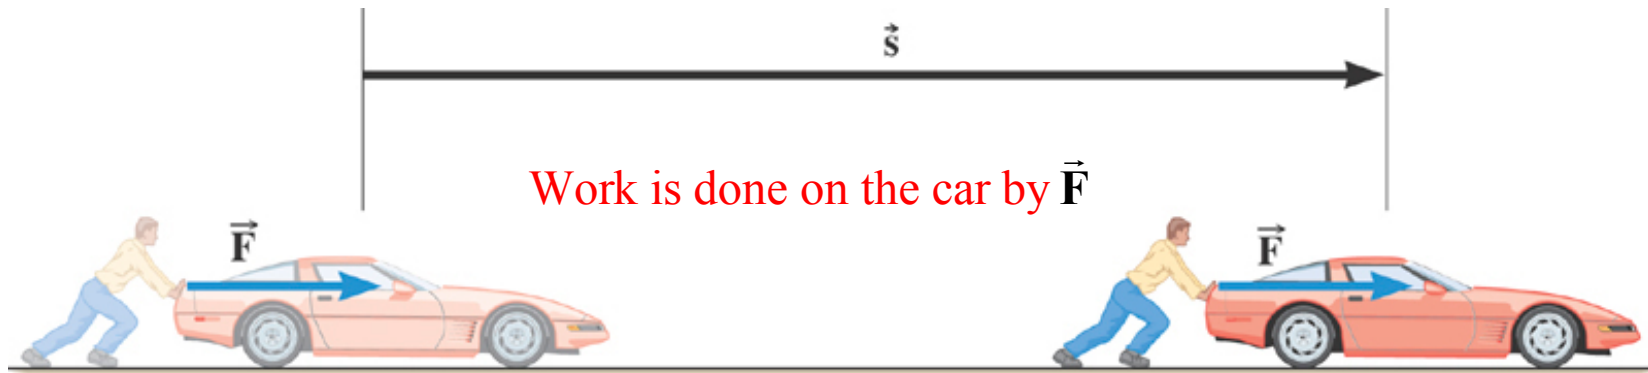 s⃗
Work is done on the car by F⃗
F⃗
F⃗